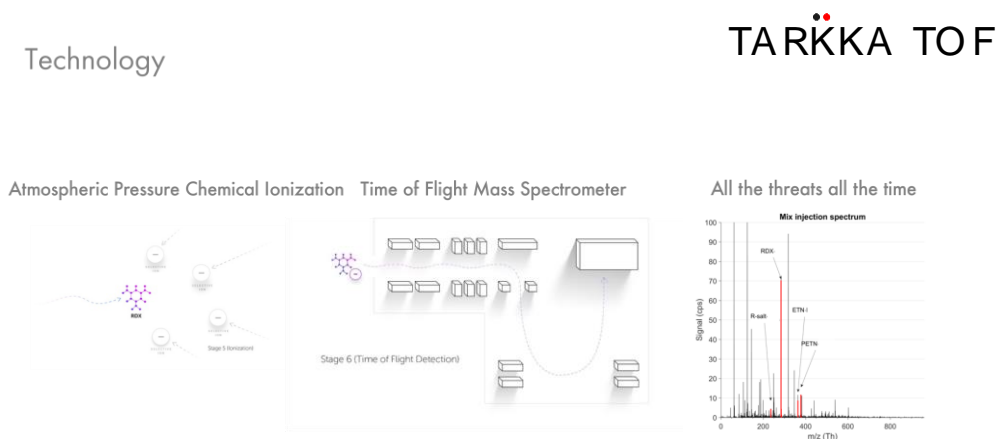 TARKKA TOF
Technology
Atmospheric Pressure Chemical Ionization
Time of Flight Mass Spectrometer
All the threats all the time
RDX
Stage 5 (Ionization)
Stage 6 (Time of Flight Detection)
Mix injection spectrum
Signal (cps)
100
90
80
70
60
50
40
30
20
10
0
RDX
R-salt
ETN-I
PETN
0 200 400 600 800
m/z (Th)